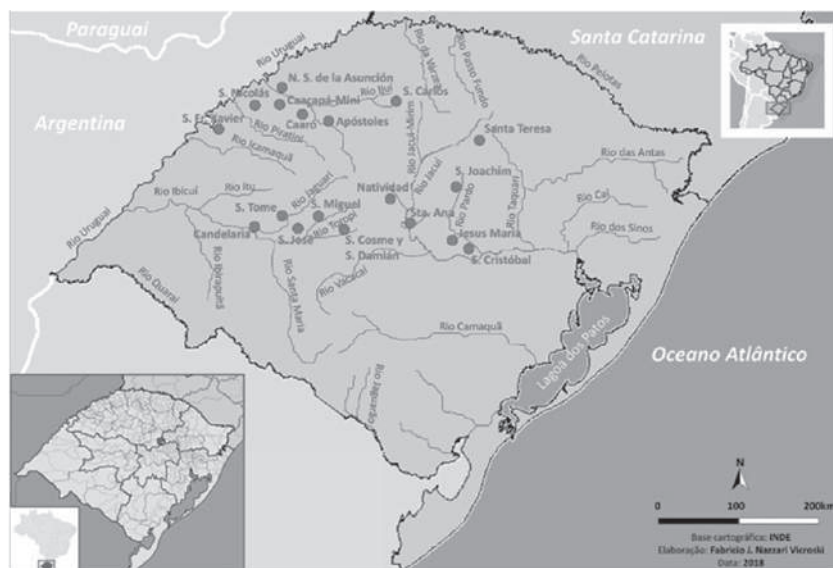 Paraguai
Santa Catarina
Argentina
Oceano Atlântico
Rio Uruguai
Rio da Várzea
Rio Passo Fundo
Rio Pelotas
N. S. de la Asunción
S. Nicolás
Caacapá-Mini
Rio Ijuí
S. Carlos
S. Fr. Xavier
Rio Piratini
Caaró
Apóstoles
Rio Icamaquã
Rio Jacuí-Mirim
Santa Teresa
Rio das Antas
Rio Jacuí
S. Joachim
Rio Ibicuí
Rio Itu
Rio Jaguari
Natividad
Rio Pardo
Rio Taquari
Rio Caí
S. Tome
S. Miguel
Sta. Ana
Rio dos Sinos
Rio Uruguai
Candelaria
S. José
Rio Toropi
S. Cosme y
S. Damián
Jesus María
S. Cristóbal
Rio Ibirapuitã
Rio Quaraí
Rio Santa Maria
Rio Vacacaí
Rio Camaquã
Lagoa dos Patos
Rio Jaguarão
N
0 100 200km
Base cartográfica: INDE
Elaboração: Fabricio J. Nazzari Vicroski
Data: 2018